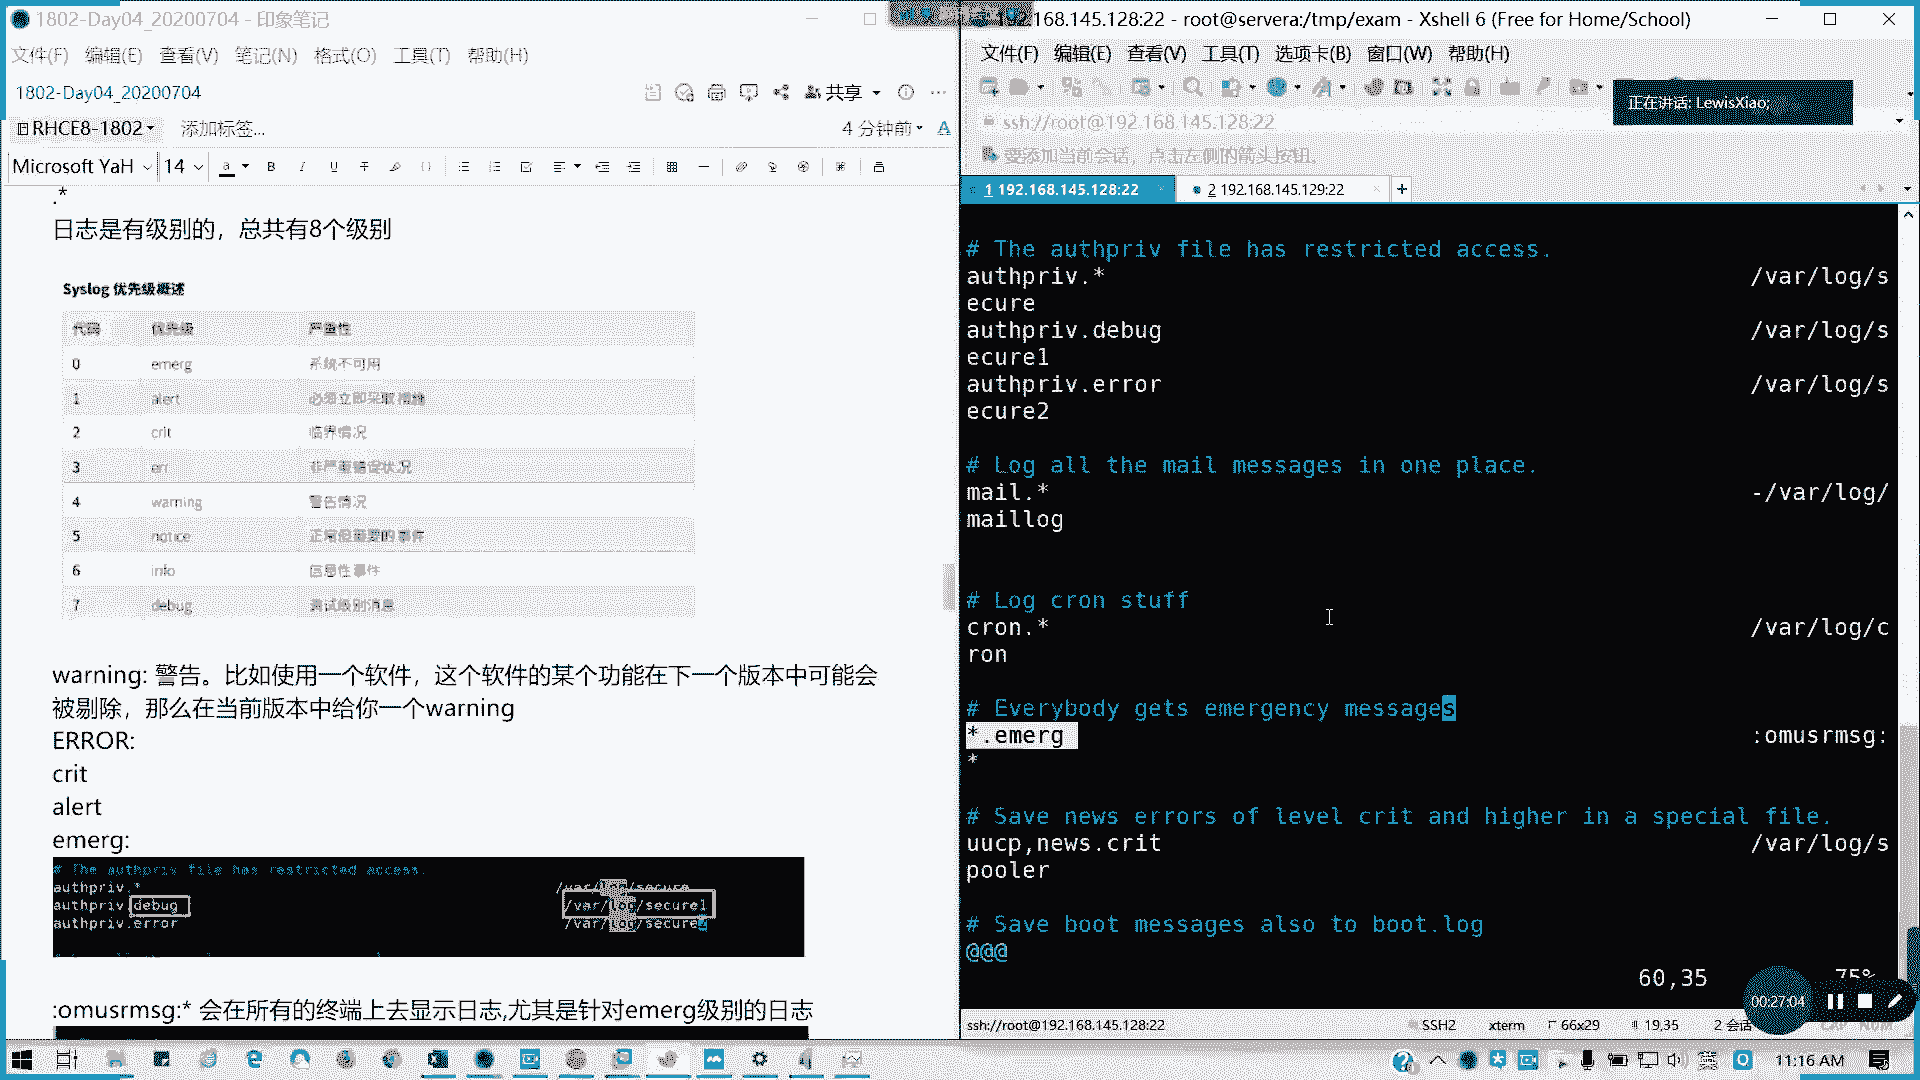 1802-Day04_20200704 - 印象笔记
文件(F) 编辑(E) 查看(V) 笔记(N) 格式(O) 工具(T) 帮助(H)
1802-Day04_20200704
共享
RHCE8-1802
添加标签...
4 分钟前
Microsoft YaH 14
.*
日志是有级别的，总共有8个级别
Syslog 优先级概述
代码 优先级 严重性
0 emerg 系统不可用
1 alert 必须立即采取措施
2 crit 临界情况
3 err 非严重错误状况
4 warning 警告情况
5 notice 正常但重要的事件
6 info 信息性事件
7 debug 调试级别消息
warning: 警告。比如使用一个软件，这个软件的某个功能在下一个版本中可能会
被剔除，那么在当前版本中给你一个warning
ERROR:
crit
alert
emerg:
# The authpriv file has restricted access.
authpriv.* /var/log/secure
authpriv.debug /var/log/secure1
authpriv.error /var/log/secure2
:omusrmsg:* 会在所有的终端上去显示日志,尤其是针对emerg级别的日志
192.168.145.128:22 - root@servera:/tmp/exam - Xshell 6 (Free for Home/School)
文件(F) 编辑(E) 查看(V) 工具(T) 选项卡(B) 窗口(W) 帮助(H)
正在讲话: LewisXiao;
ssh://root@192.168.145.128:22
要添加当前会话，点击左侧的箭头按钮。
1 192.168.145.128:22
2 192.168.145.129:22
# The authpriv file has restricted access.
authpriv.* /var/log/s
ecure
authpriv.debug /var/log/s
ecure1
authpriv.error /var/log/s
ecure2
# Log all the mail messages in one place.
mail.* -/var/log/
maillog
# Log cron stuff
cron.* /var/log/c
ron
# Everybody gets emergency messages
*.emerg :omusrmsg:
*
# Save news errors of level crit and higher in a special file.
uucp,news.crit /var/log/s
pooler
# Save boot messages also to boot.log
@@@
60,35 75%
00:27:04
ssh://root@192.168.145.128:22 SSH2 xterm 66x29 19,35 2 会话
11:16 AM